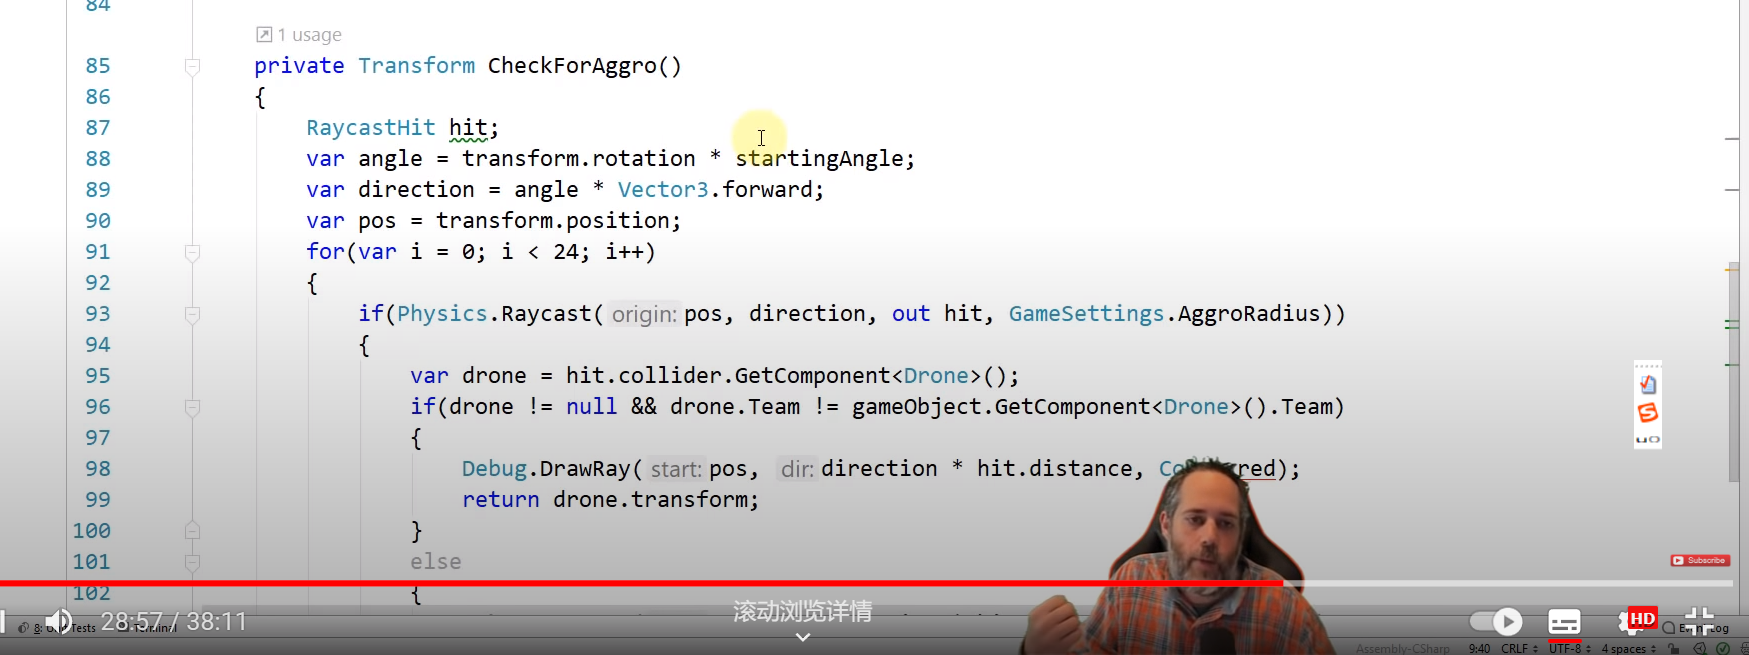 84
1 usage
85 private Transform CheckForAggro()
86 {
87 RaycastHit hit;
88 var angle = transform.rotation * startingAngle;
89 var direction = angle * Vector3.forward;
90 var pos = transform.position;
91 for(var i = 0; i < 24; i++)
92 {
93 if(Physics.Raycast( origin: pos, direction, out hit, GameSettings.AggroRadius))
94 {
95 var drone = hit.collider.GetComponent<Drone>();
96 if(drone != null && drone.Team != gameObject.GetComponent<Drone>().Team)
97 {
98 Debug.DrawRay( start: pos, dir: direction * hit.distance, red);
99 return drone.transform;
100 }
101 else
102 {
Subscribe
28:57 / 38:11
滚动浏览详情
HD
8: Tests Terminal
Event Log
Assembly-CSharp 9:40 CRLF UTF-8 4 spaces